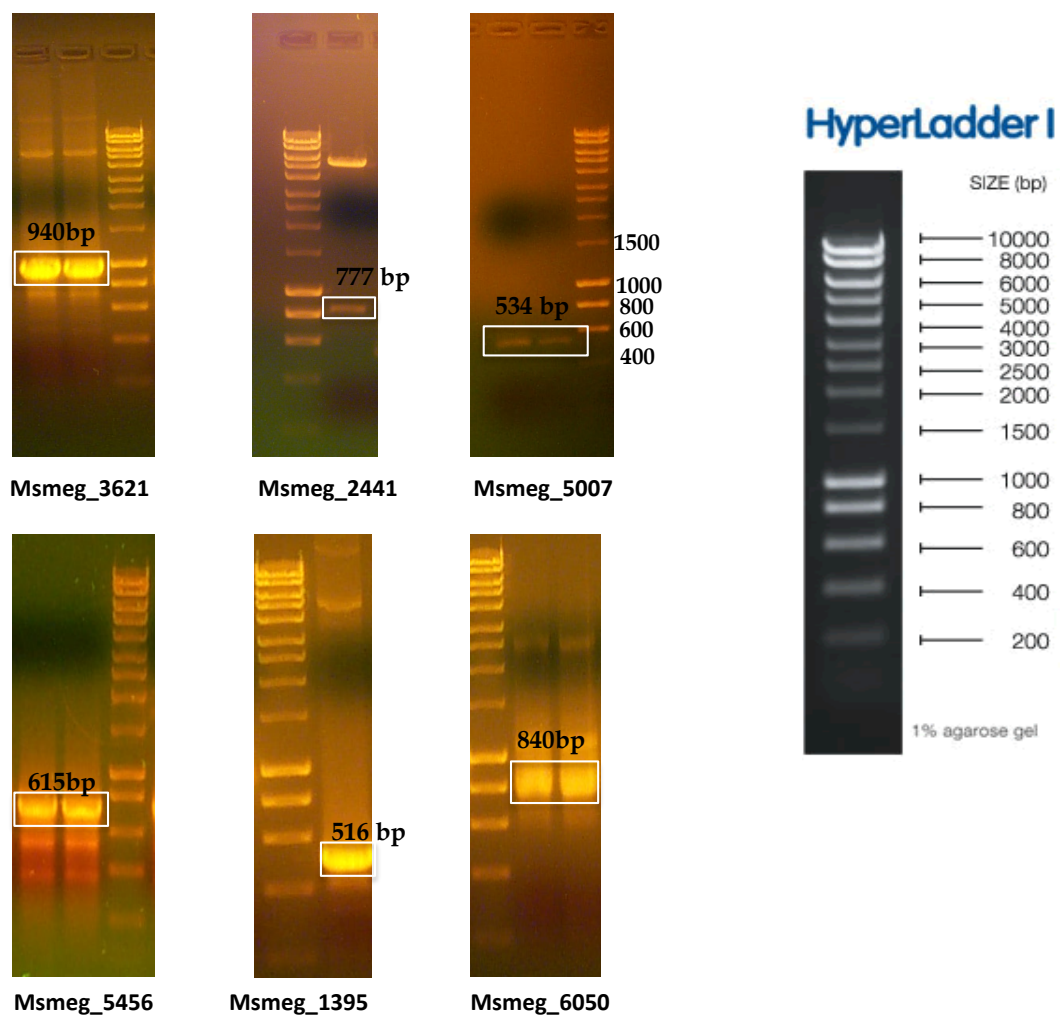 940bp
Msmeg_3621
777 bp
Msmeg_2441
1500
1000
800
600
400
534 bp
Msmeg_5007
615bp
Msmeg_5456
516 bp
Msmeg_1395
840bp
Msmeg_6050
HyperLadder I
SIZE (bp)
10000
8000
6000
5000
4000
3000
2500
2000
1500
1000
800
600
400
200
1% agarose gel